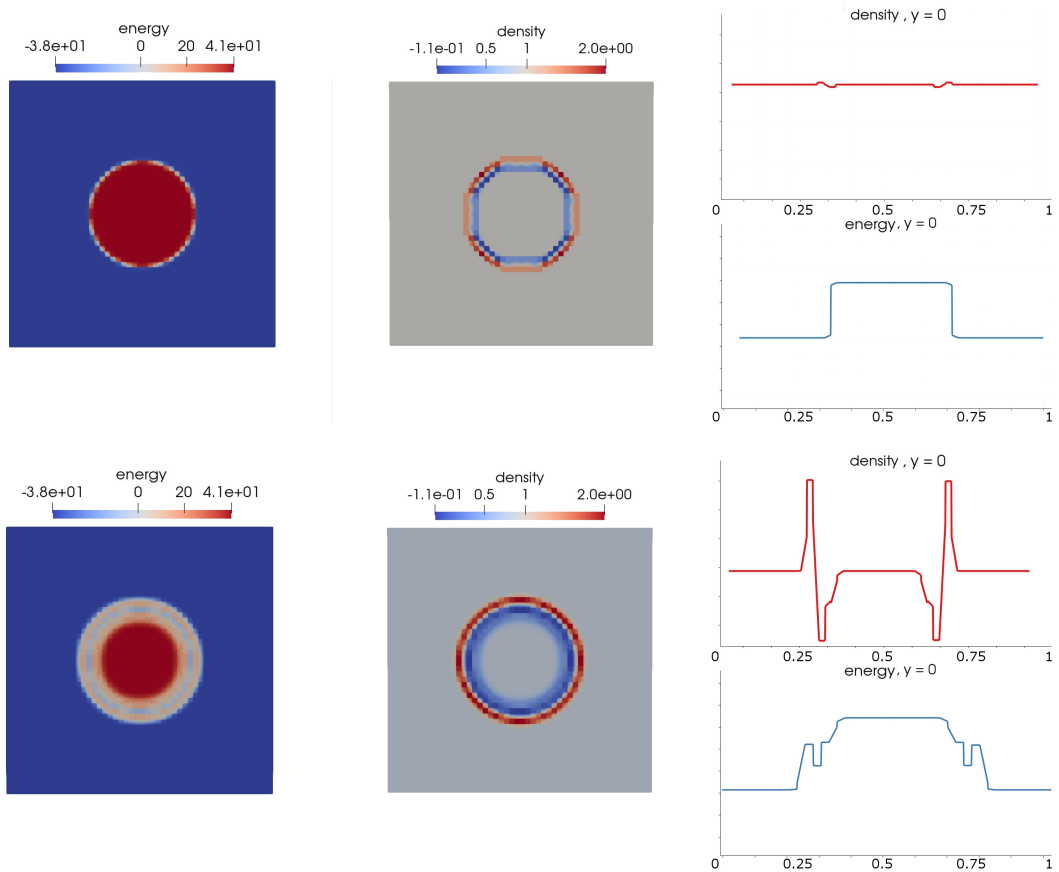 energy
-3.8e+01 0 20 4.1e+01
density
-1.1e-01 0.5 1 2.0e+00
density , y = 0
0 0.25 0.5 0.75 1
energy, y = 0
0 0.25 0.5 0.75 1
energy
-3.8e+01 0 20 4.1e+01
density
-1.1e-01 0.5 1 2.0e+00
density , y = 0
0 0.25 0.5 0.75 1
energy, y = 0
0 0.25 0.5 0.75 1